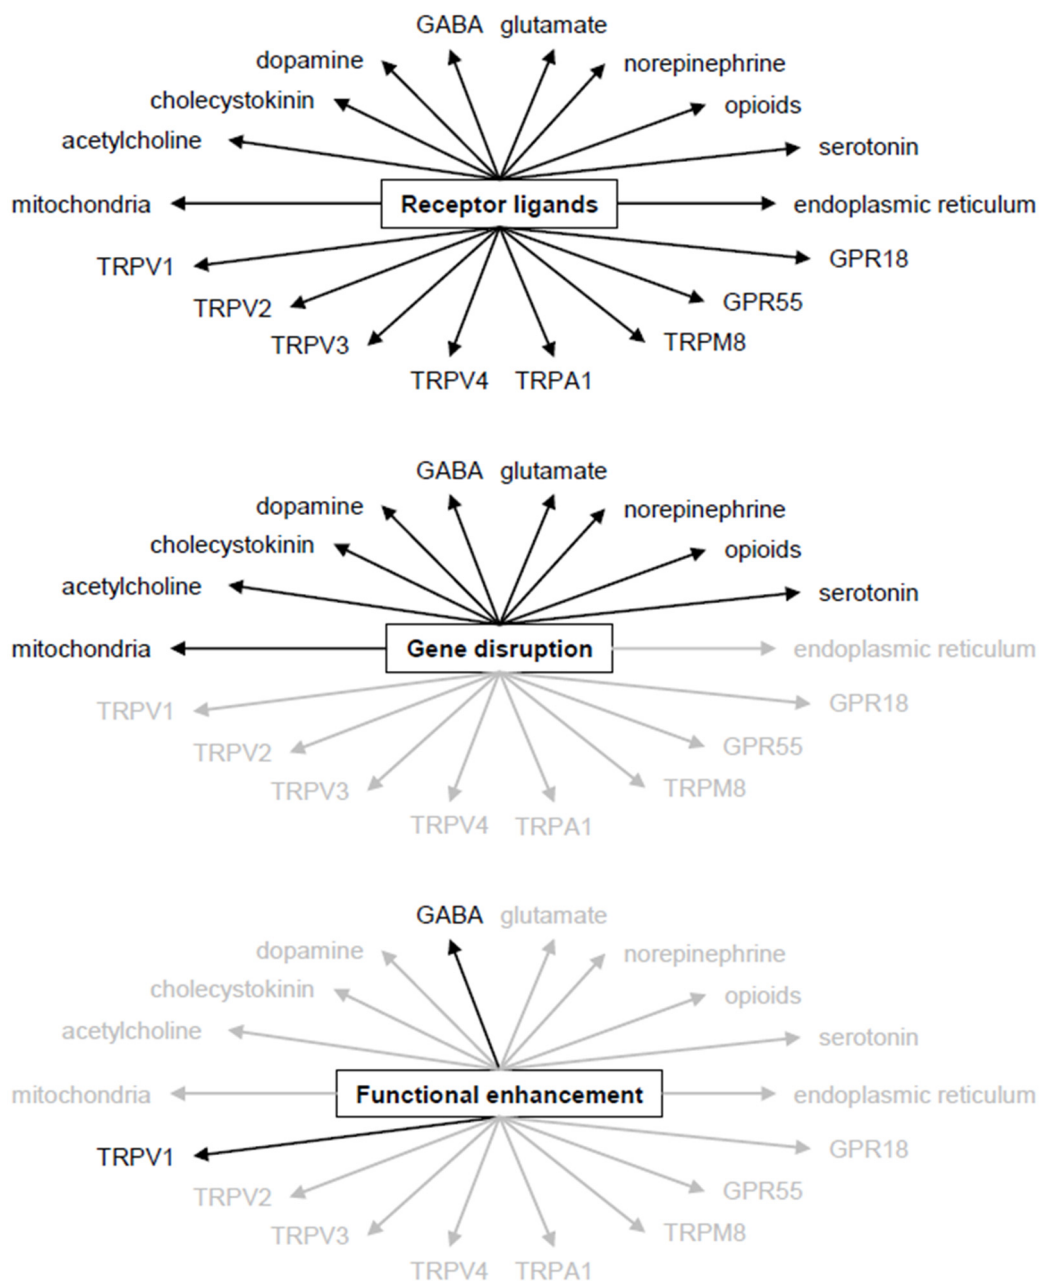 GABA glutamate
dopamine norepinephrine
cholecystokinin opioids
acetylcholine serotonin
mitochondria Receptor ligands endoplasmic reticulum
TRPV1 GPR18
TRPV2 GPR55
TRPV3 TRPM8
TRPV4 TRPA1
GABA glutamate
dopamine norepinephrine
cholecystokinin opioids
acetylcholine serotonin
mitochondria Gene disruption endoplasmic reticulum
TRPV1 GPR18
TRPV2 GPR55
TRPV3 TRPM8
TRPV4 TRPA1
GABA glutamate
dopamine norepinephrine
cholecystokinin opioids
acetylcholine serotonin
mitochondria Functional enhancement endoplasmic reticulum
TRPV1 GPR18
TRPV2 GPR55
TRPV3 TRPM8
TRPV4 TRPA1